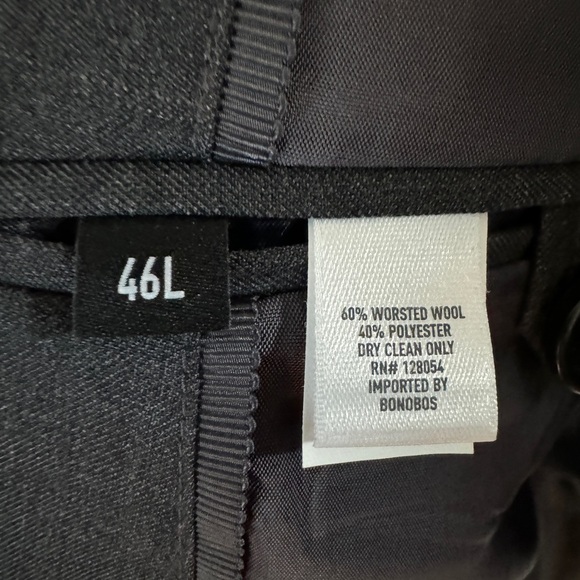 46L
60% WORSTED WOOL
40% POLYESTER
DRY CLEAN ONLY
RN# 128054
IMPORTED BY
BONOBOS